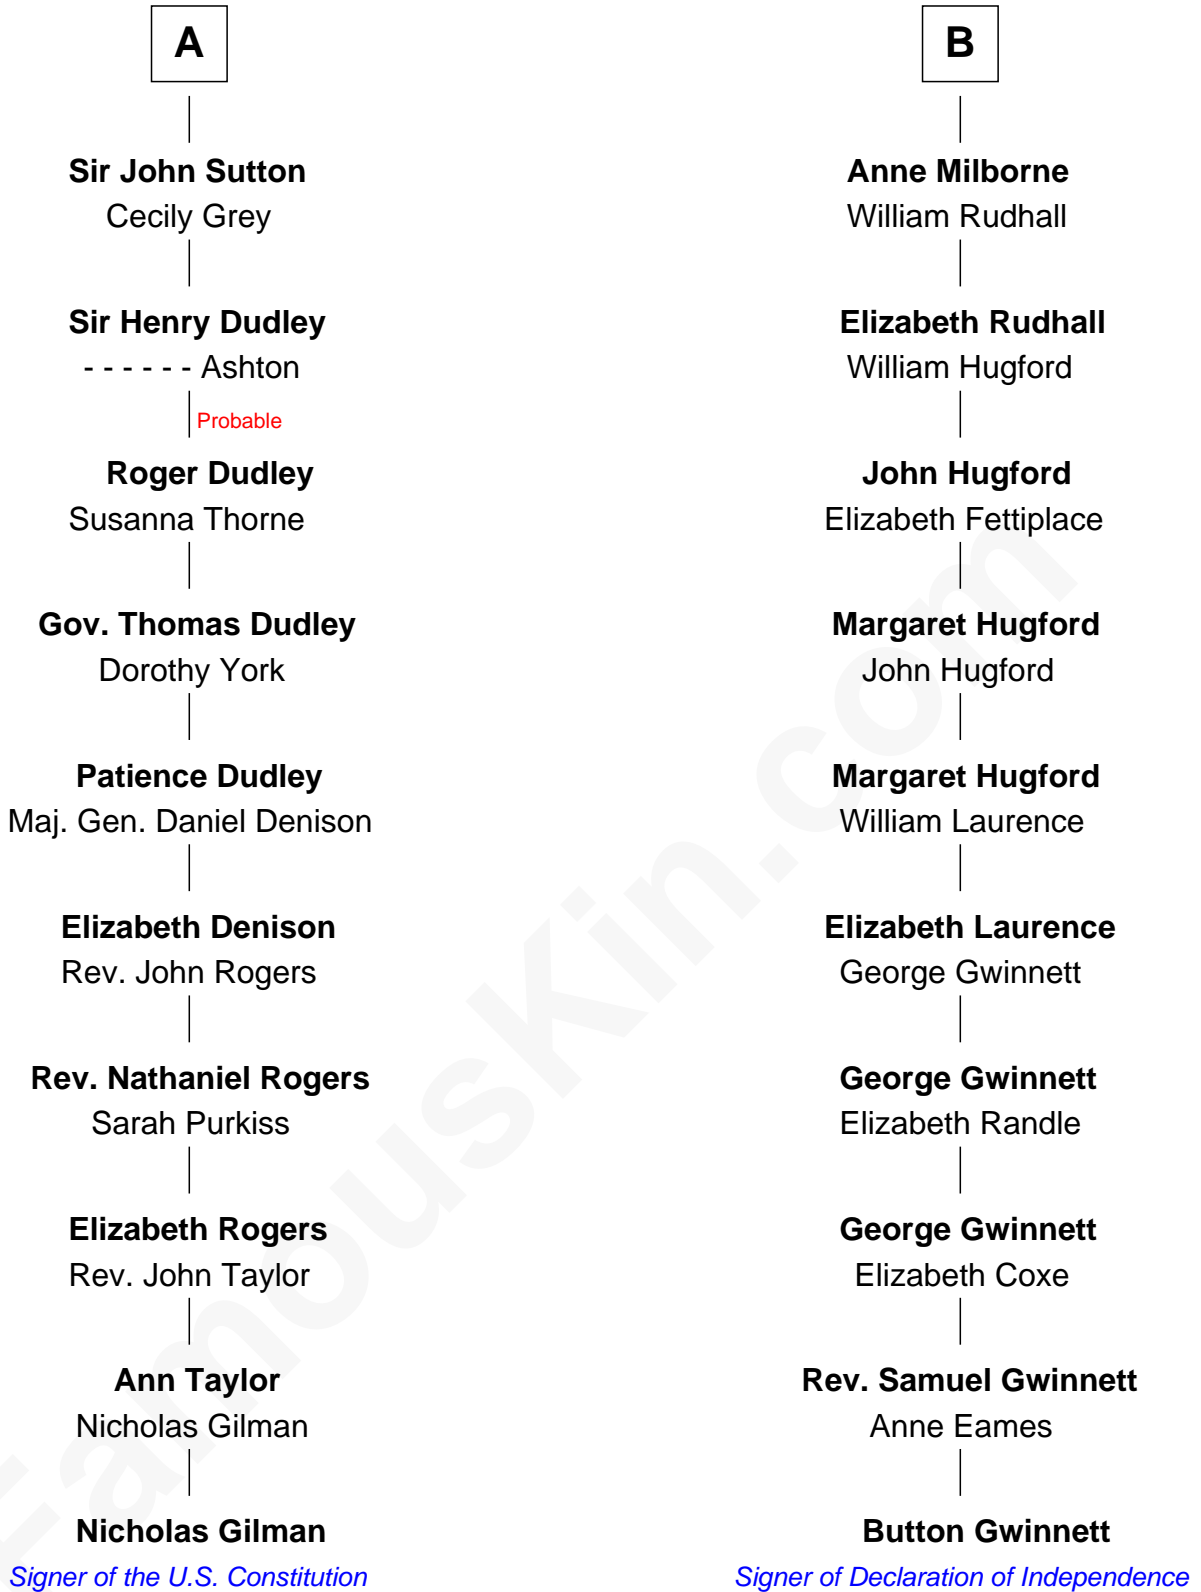 A
Sir John Sutton
Cecily Grey
Sir Henry Dudley
- - - - - - Ashton
Probable
Roger Dudley
Susanna Thorne
Gov. Thomas Dudley
Dorothy York
Patience Dudley
Maj. Gen. Daniel Denison
Elizabeth Denison
Rev. John Rogers
Rev. Nathaniel Rogers
Sarah Purkiss
Elizabeth Rogers
Rev. John Taylor
Ann Taylor
Nicholas Gilman
Nicholas Gilman
Signer of the U.S. Constitution
B
Anne Milborne
William Rudhall
Elizabeth Rudhall
William Hugford
John Hugford
Elizabeth Fettiplace
Margaret Hugford
John Hugford
Margaret Hugford
William Laurence
Elizabeth Laurence
George Gwinnett
George Gwinnett
Elizabeth Randle
George Gwinnett
Elizabeth Coxe
Rev. Samuel Gwinnett
Anne Eames
Button Gwinnett
Signer of Declaration of Independence
FamousKin.com